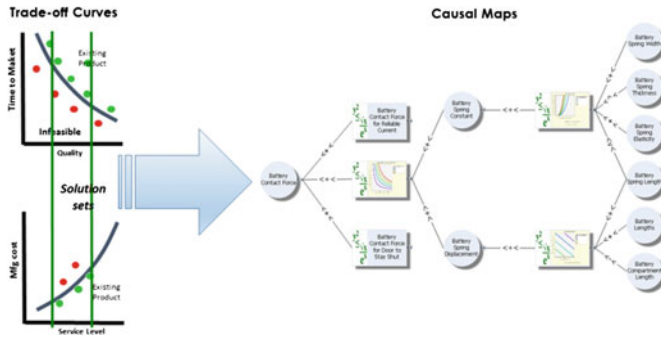 Trade-off Curves
Causal Maps
Time to Maket
Existing
Product
Infeasible
Quality
Solution
sets
Mfg cost
Existing
Product
Service Level
Battery
Contact Force
Battery
Contact Force
for Reliable
Current
Battery
Contact Force
for Door to
Stay Shut
Battery
Spring
Constant
Battery
Spring
Displacement
Battery
Spring Width
Battery
Spring
Thickness
Battery
Spring
Elasticity
Battery
Spring Length
Battery
Lengths
Battery
Compartment
Length